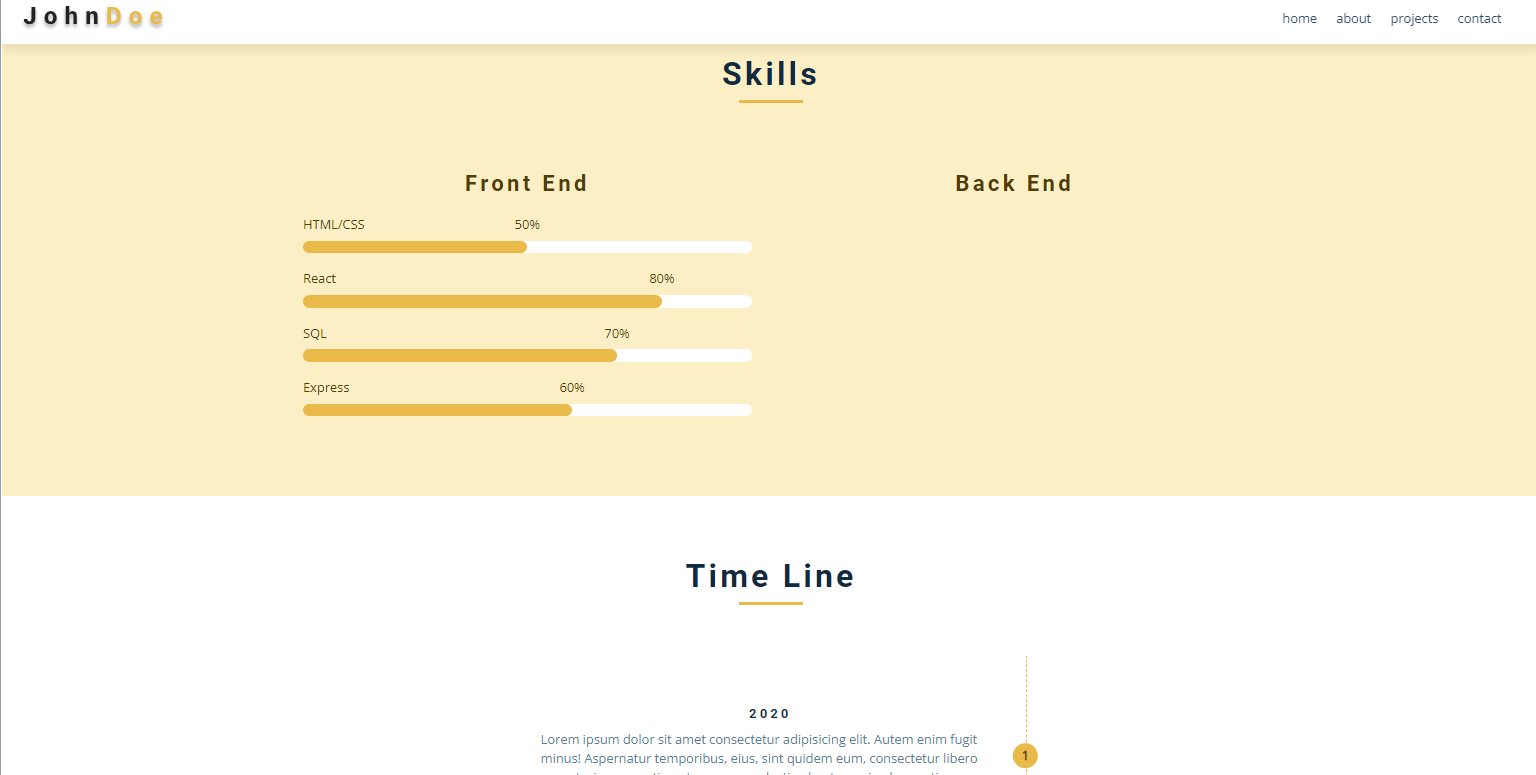 JohnDoe
home about projects contact
Skills
Front End
HTML/CSS 50%
React 80%
SQL 70%
Express 60%
Back End
Time Line
2020
Lorem ipsum dolor sit amet consectetur adipisicing elit. Autem enim fugit
minus! Aspernatur temporibus, eius, sint quidem eum, consectetur libero
1